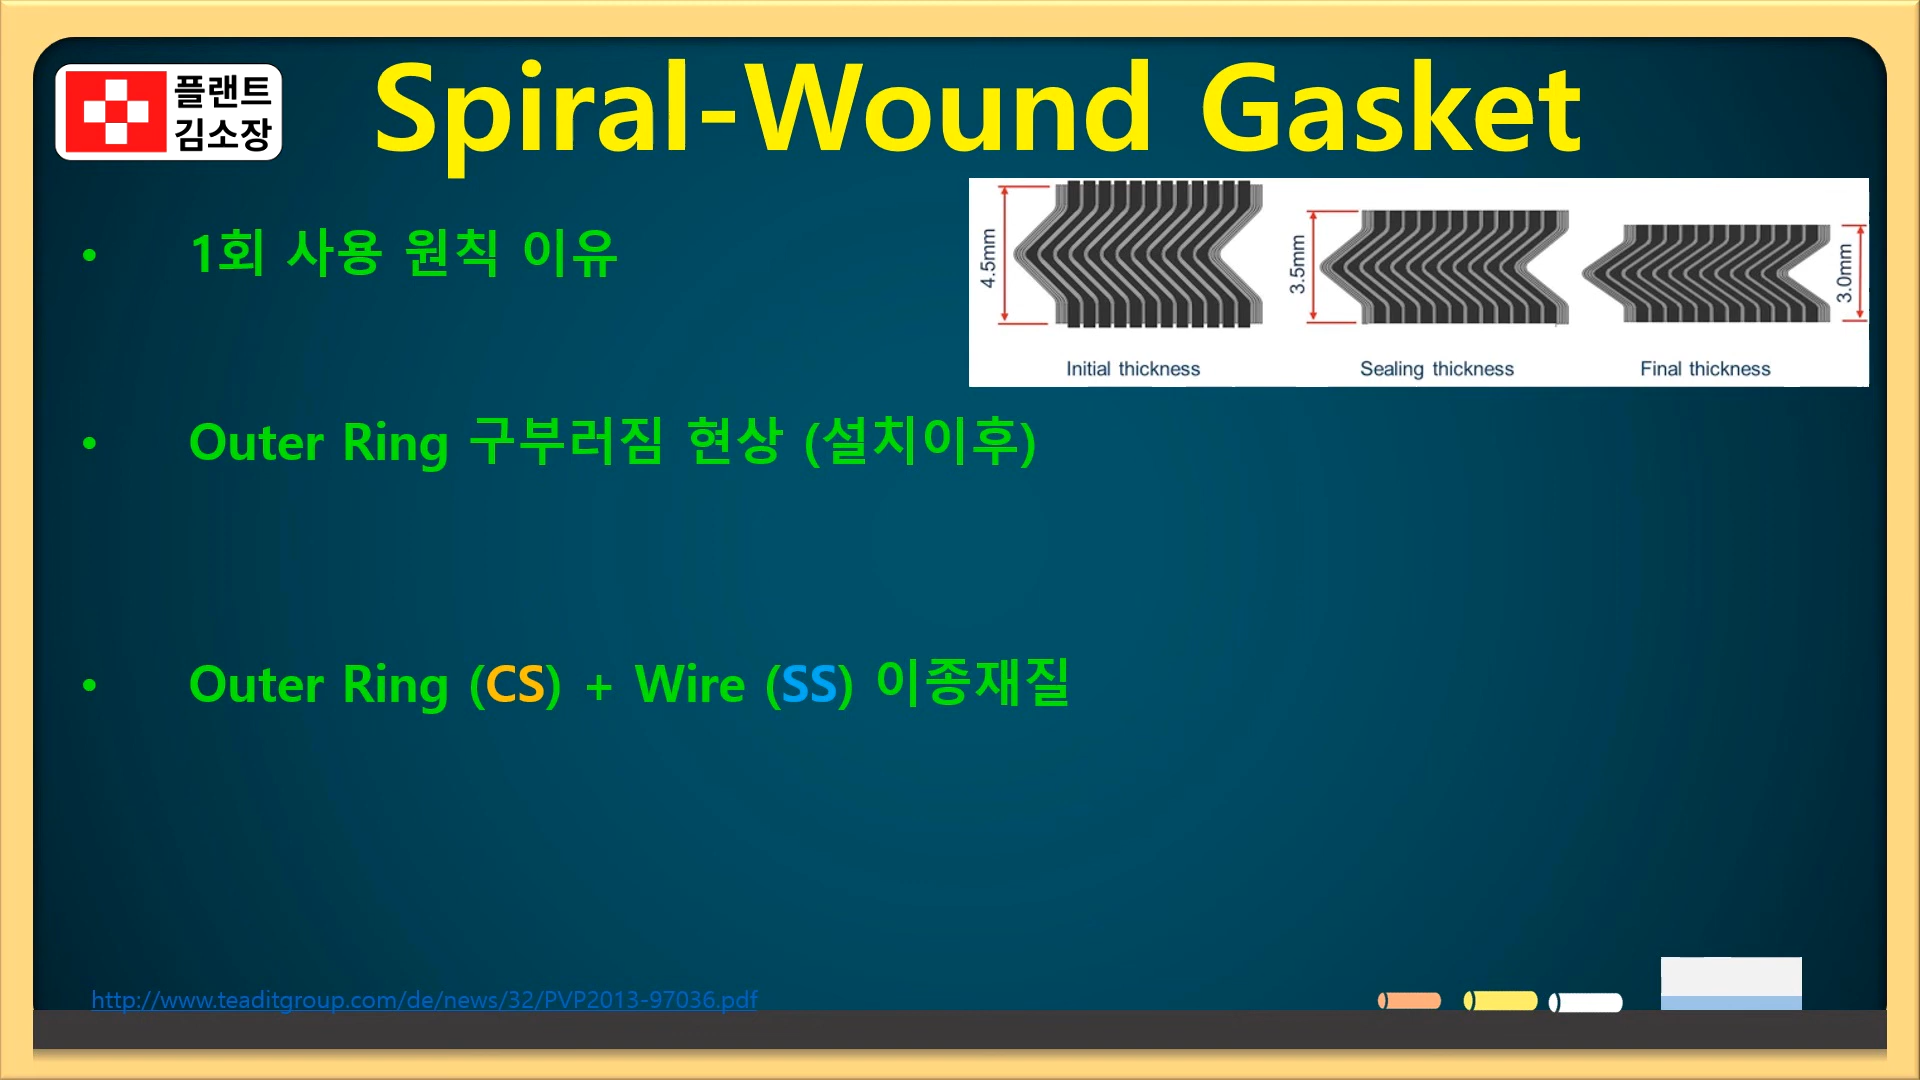 플랜트
김소장
Spiral-Wound Gasket
• 1회 사용 원칙 이유
4.5mm
3.5mm
3.0mm
Initial thickness
Sealing thickness
Final thickness
• Outer Ring 구부러짐 현상 (설치이후)
• Outer Ring (CS) + Wire (SS) 이종재질
http://www.teaditgroup.com/de/news/32/PVP2013-97036.pdf